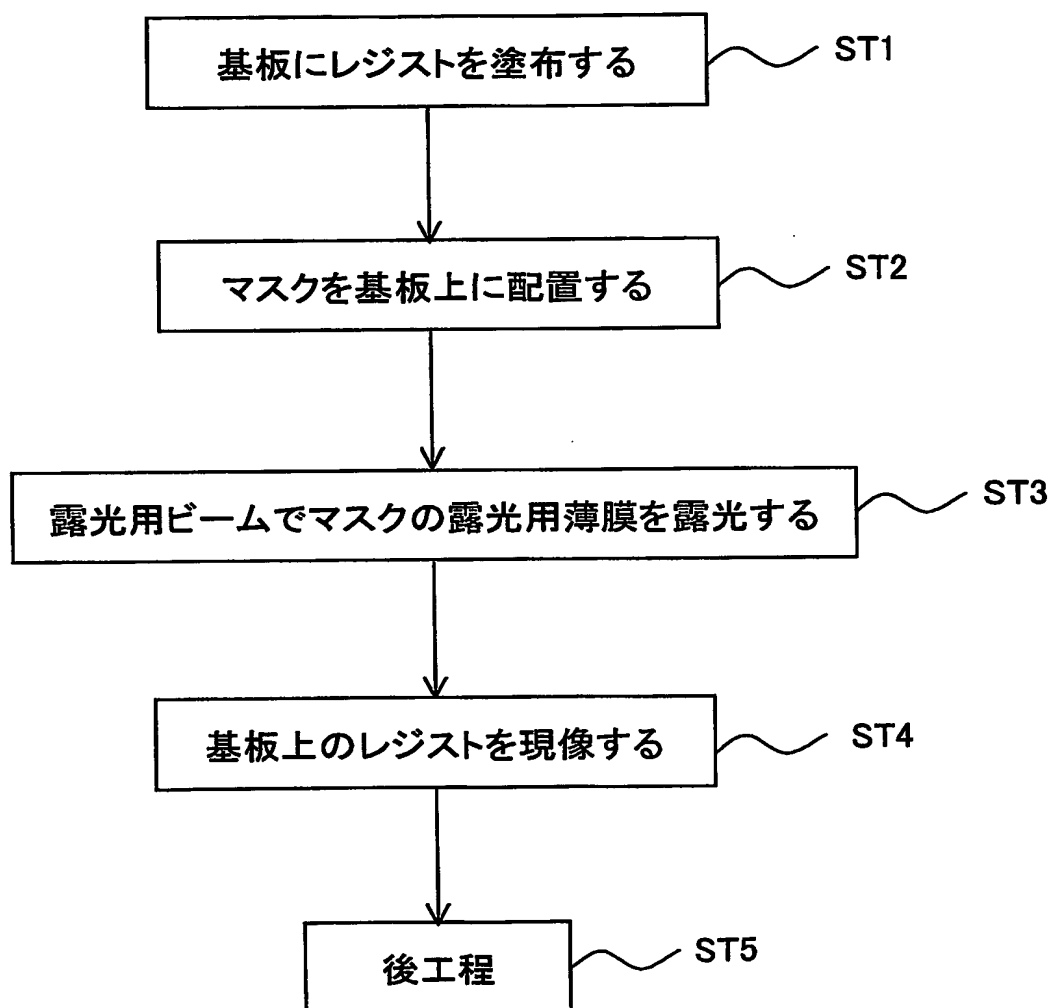 基板にレジストを塗布する
ST1
マスクを基板上に配置する
ST2
露光用ビームでマスクの露光用薄膜を露光する
ST3
基板上のレジストを現像する
ST4
後工程
ST5